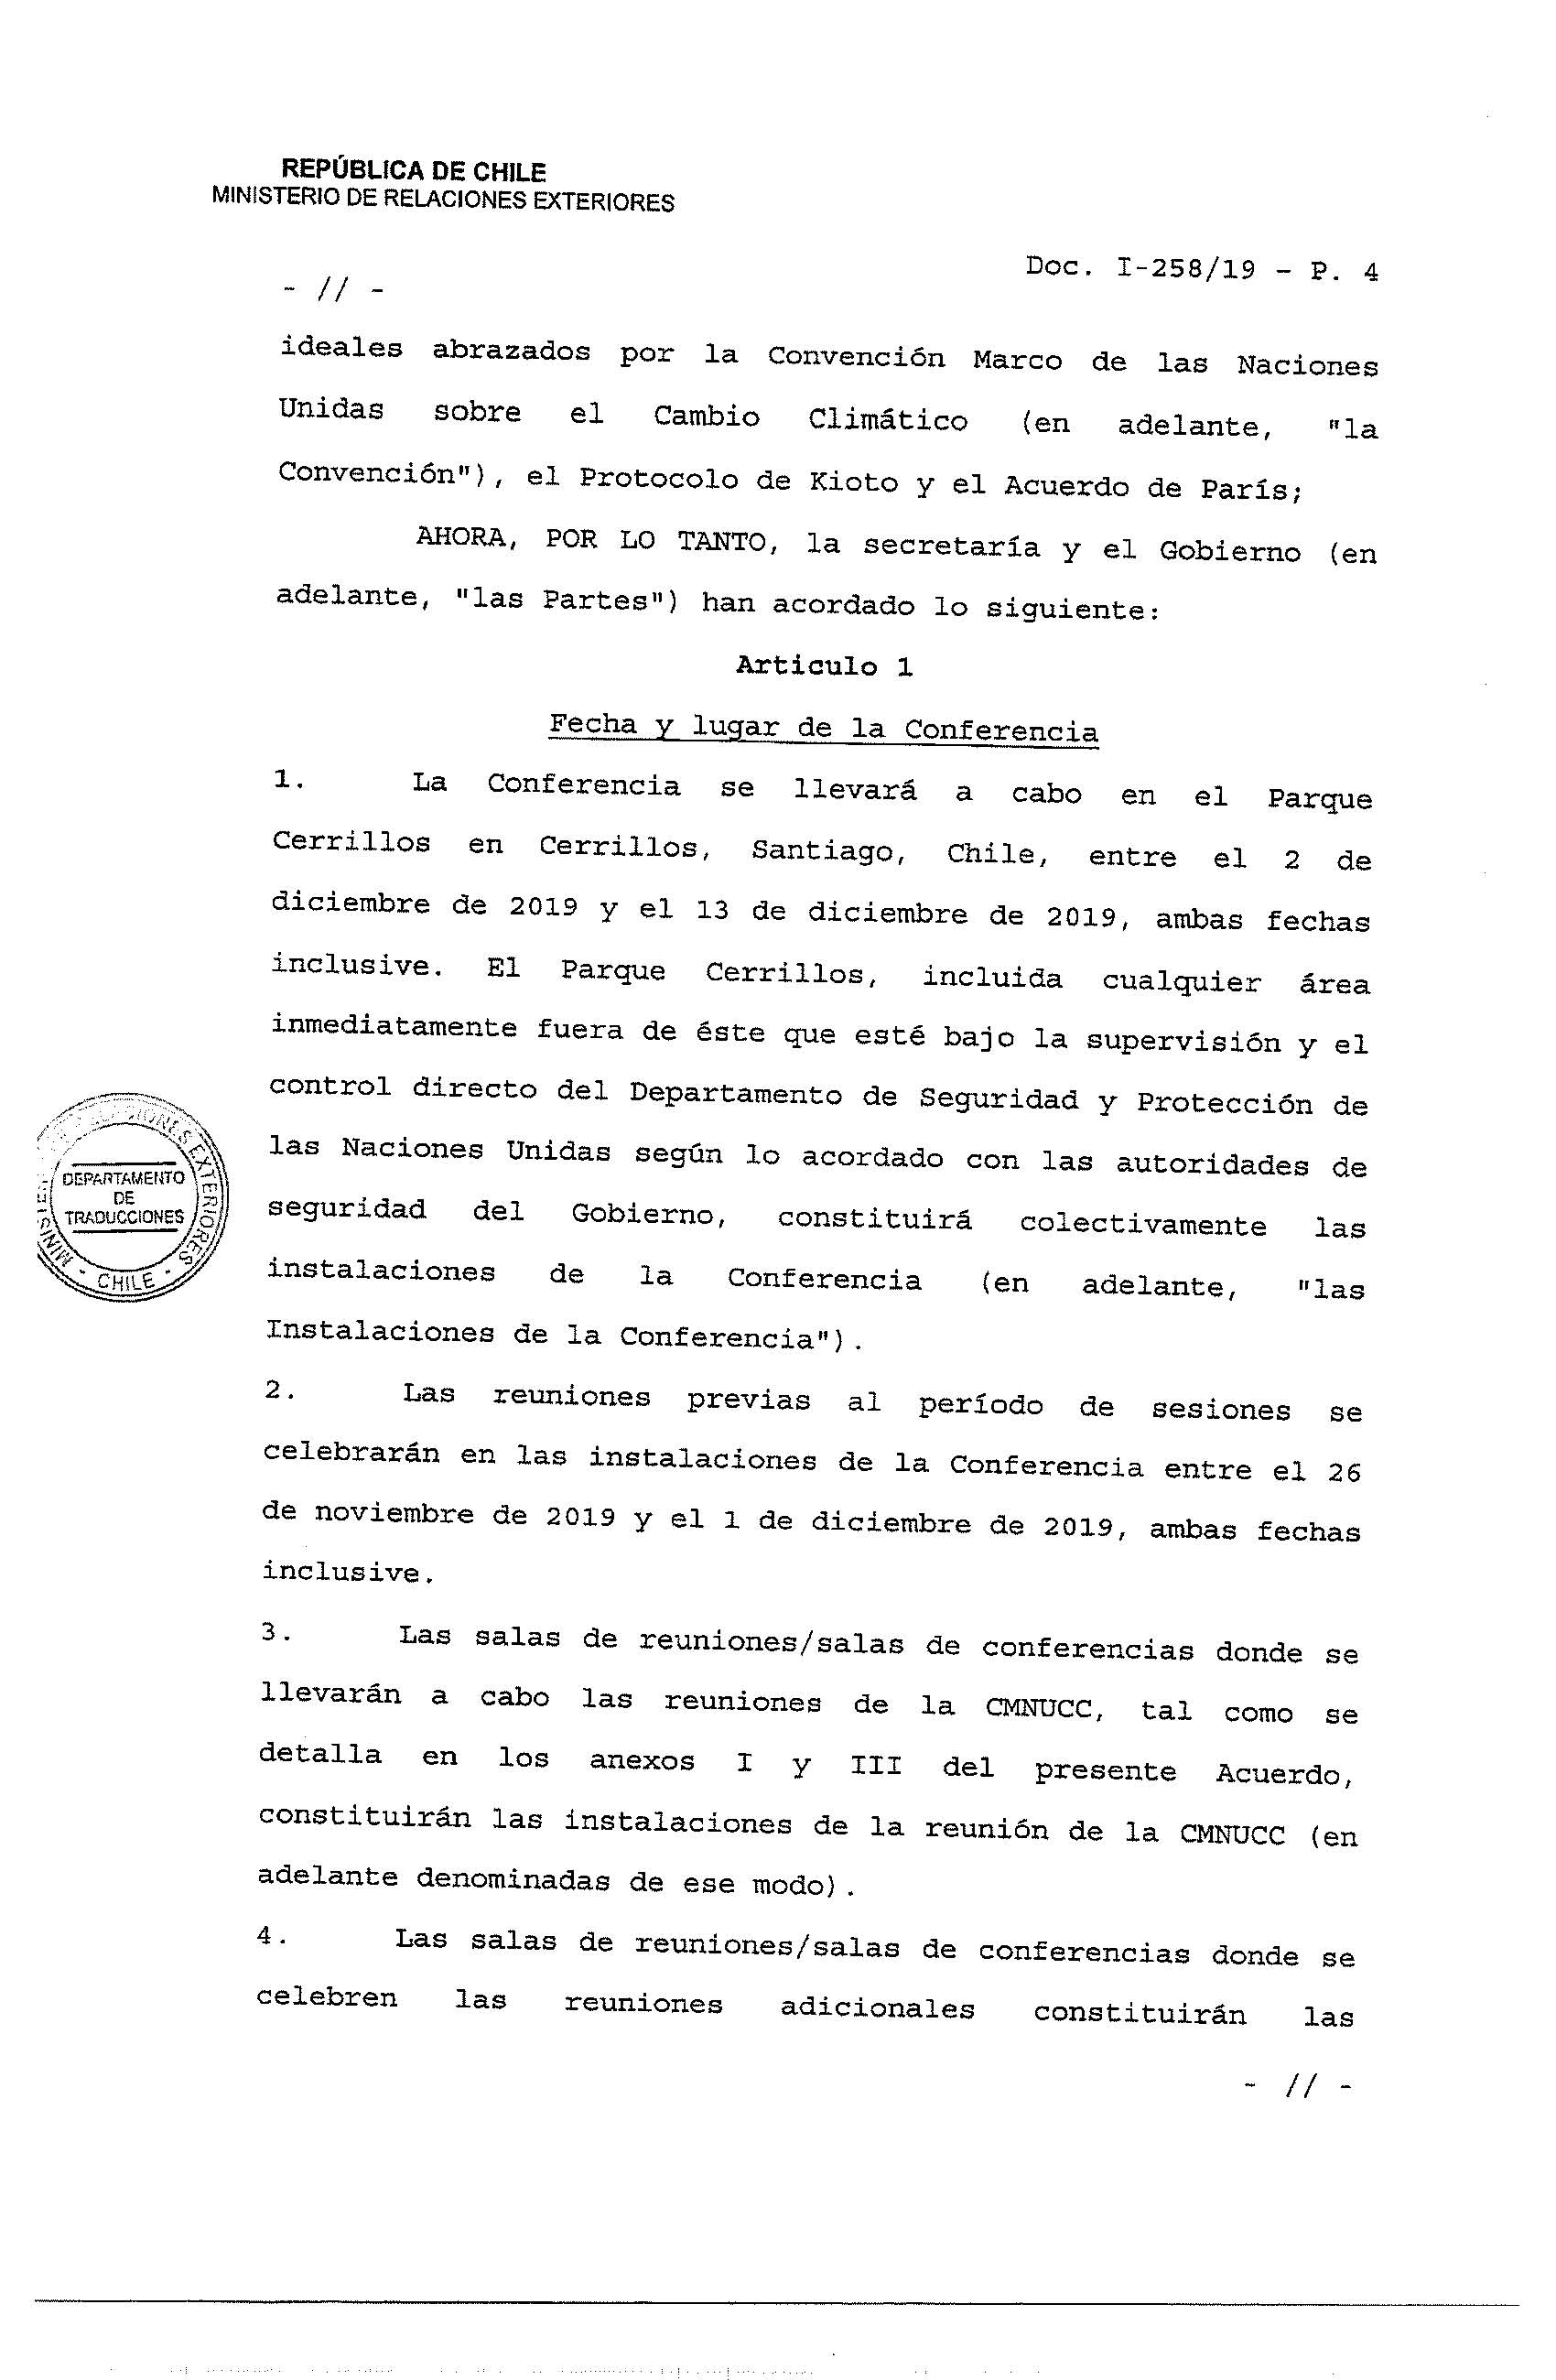 REPÚBLICA DE CHILE
MINISTERIO DE RELACIONES EXTERIORES
Doc. I-258/19 - P. 4
- // -
ideales abrazados por la Convención Marco de las Naciones
Unidas sobre el Cambio Climático (en adelante, "la
Convención"), el Protocolo de Kioto y el Acuerdo de París;
AHORA, POR LO TANTO, la secretaría y el Gobierno (en
adelante, "las Partes") han acordado lo siguiente:
Articulo 1
Fecha y lugar de la Conferencia
1. La Conferencia se llevará a cabo en el Parque
Cerrillos en Cerrillos, Santiago, Chile, entre el 2 de
diciembre de 2019 y el 13 de diciembre de 2019, ambas fechas
inclusive. El Parque Cerrillos, incluida cualquier área
inmediatamente fuera de éste que esté bajo la supervisión y el
control directo del Departamento de Seguridad y Protección de
las Naciones Unidas según lo acordado con las autoridades de
seguridad del Gobierno, constituirá colectivamente las
instalaciones de la Conferencia (en adelante, "las
Instalaciones de la Conferencia").
2. Las reuniones previas al período de sesiones se
celebrarán en las instalaciones de la Conferencia entre el 26
de noviembre de 2019 y el 1 de diciembre de 2019, ambas fechas
inclusive.
3. Las salas de reuniones/salas de conferencias donde se
llevarán a cabo las reuniones de la CMNUCC, tal como se
detalla en los anexos I y III del presente Acuerdo,
constituirán las instalaciones de la reunión de la CMNUCC (en
adelante denominadas de ese modo).
4. Las salas de reuniones/salas de conferencias donde se
celebren las reuniones adicionales constituirán las
- // -
EXTERIORES
DEPARTAMENTO
DE
TRADUCCIONES
- CHILE -